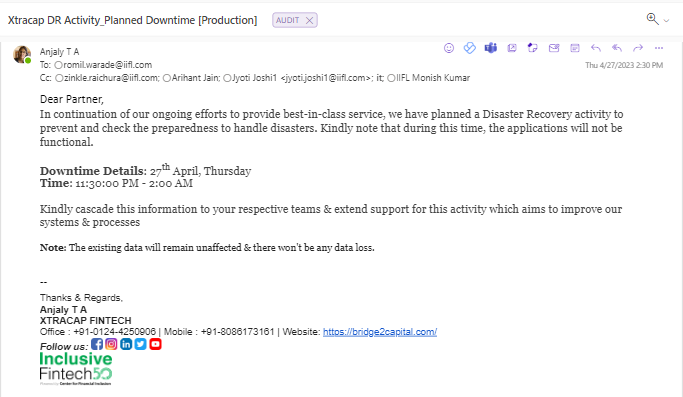 Xtracap DR Activity_Planned Downtime [Production] AUDIT
Anjaly T A
To: romil.warade@iifl.com
Thu 4/27/2023 2:30 PM
Cc: zinkle.raichura@iifl.com; Arihant Jain; Jyoti Joshi1 <jyoti.joshi1@iifl.com>; it; IIFL Monish Kumar
Dear Partner,
In continuation of our ongoing efforts to provide best-in-class service, we have planned a Disaster Recovery activity to
prevent and check the preparedness to handle disasters. Kindly note that during this time, the applications will not be
functional.
Downtime Details: 27th April, Thursday
Time: 11:30:00 PM - 2:00 AM
Kindly cascade this information to your respective teams & extend support for this activity which aims to improve our
systems & processes
Note: The existing data will remain unaffected & there won't be any data loss.
--
Thanks & Regards,
Anjaly T A
XTRACAP FINTECH
Office : +91-0124-4250906 | Mobile : +91-8086173161 | Website: https://bridge2capital.com/
Follow us:
Inclusive
Fintech50
Powered by Center for Financial Inclusion